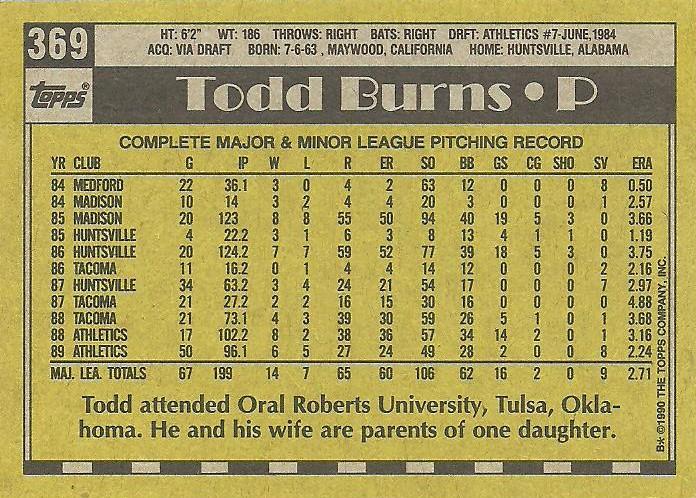 369
HT: 6'2" WT: 186 THROWS: RIGHT BATS: RIGHT DRFT: ATHLETICS #7-JUNE,1984
ACQ: VIA DRAFT BORN: 7-6-63 , MAYWOOD, CALIFORNIA HOME: HUNTSVILLE, ALABAMA
Topps®
Todd Burns • P
COMPLETE MAJOR & MINOR LEAGUE PITCHING RECORD
YR CLUB G IP W L R ER SO BB GS CG SHO SV ERA
84 MEDFORD 22 36.1 3 0 4 2 63 12 0 0 0 8 0.50
84 MADISON 10 14 3 2 4 4 20 3 0 0 0 1 2.57
85 MADISON 20 123 8 8 55 50 94 40 19 5 3 0 3.66
85 HUNTSVILLE 4 22.2 3 1 6 3 8 13 4 1 1 0 1.19
86 HUNTSVILLE 20 124.2 7 7 59 52 77 39 18 5 3 0 3.75
86 TACOMA 11 16.2 0 1 4 4 14 12 0 0 0 2 2.16
87 HUNTSVILLE 34 63.2 3 4 24 21 54 17 0 0 0 7 2.97
87 TACOMA 21 27.2 2 2 16 15 30 16 0 0 0 0 4.88
88 TACOMA 21 73.1 4 3 39 30 59 26 5 1 0 1 3.68
88 ATHLETICS 17 102.2 8 2 38 36 57 34 14 2 0 1 3.16
89 ATHLETICS 50 96.1 6 5 27 24 49 28 2 0 0 8 2.24
MAJ. LEA. TOTALS 67 199 14 7 65 60 106 62 16 2 0 9 2.71
Todd attended Oral Roberts University, Tulsa, Okla-
homa. He and his wife are parents of one daughter.
B* ©1990 THE TOPPS COMPANY, INC.